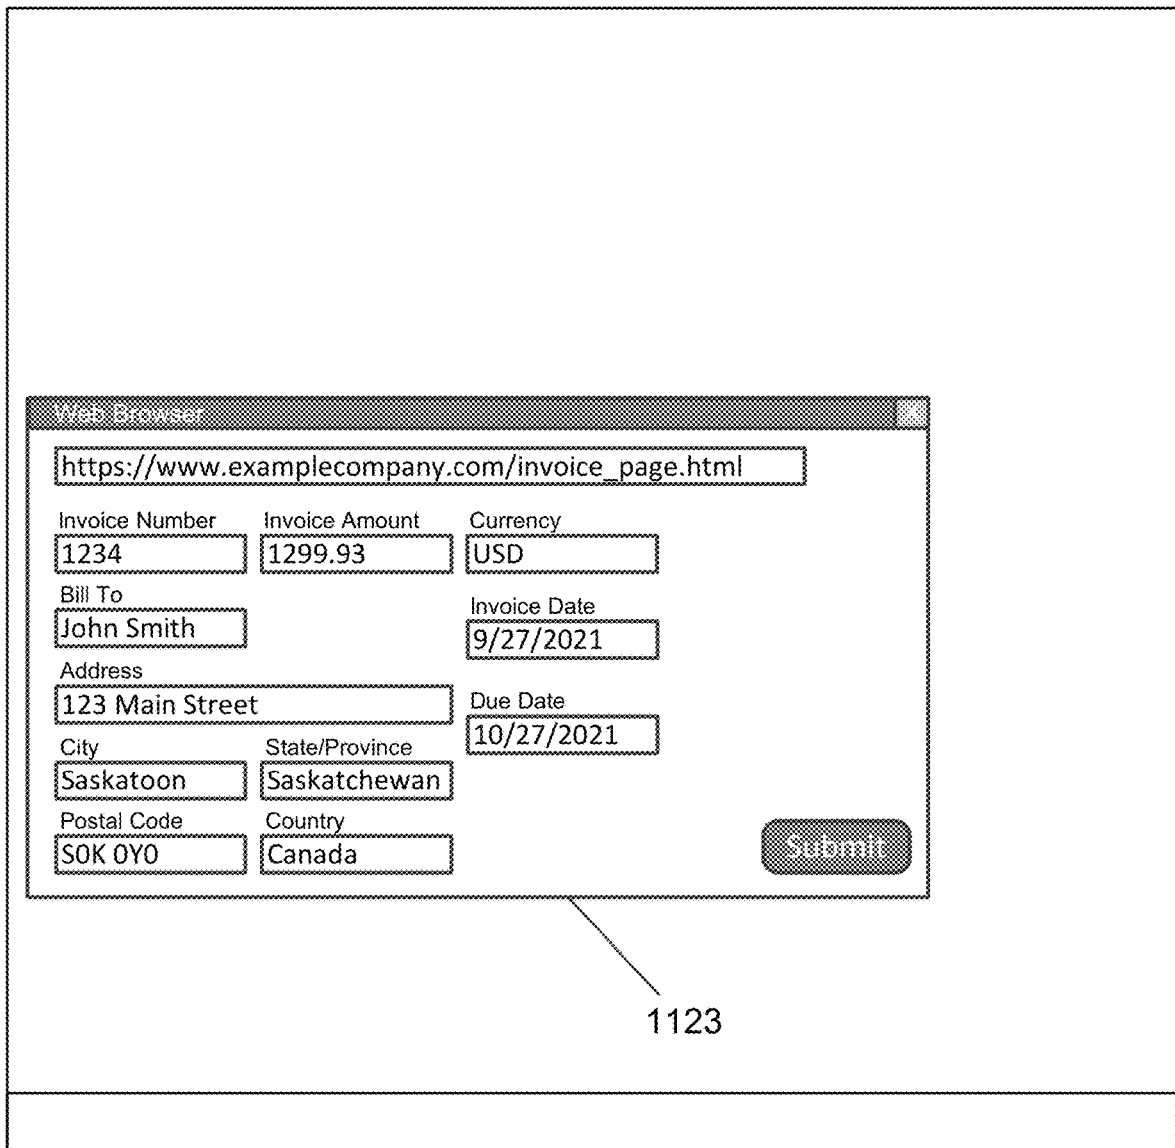 Web Browser X
https://www.examplecompany.com/invoice_page.html
Invoice Number Invoice Amount Currency
1234 1299.93 USD
Bill To
John Smith
Invoice Date
9/27/2021
Address
123 Main Street
Due Date
10/27/2021
City State/Province
Saskatoon Saskatchewan
Postal Code Country
S0K 0Y0 Canada
Submit
1123